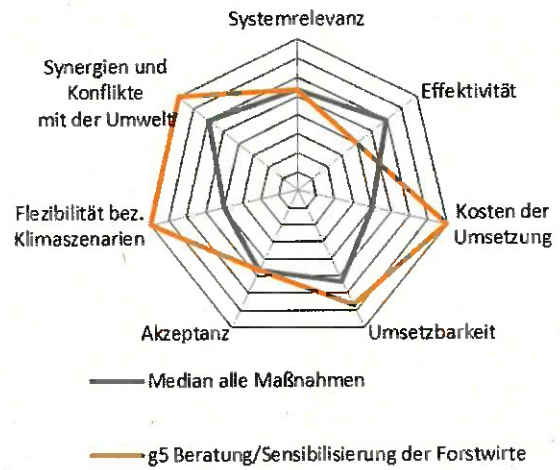 Systemrelevanz
Synergien und
Konflikte
mit der Umwelt
Effektivität
Flezibilität bez.
Klimaszenarien
Kosten der
Umsetzung
Akzeptanz
Umsetzbarkeit
Median alle Maßnahmen
g5 Beratung/Sensibilisierung der Forstwirte